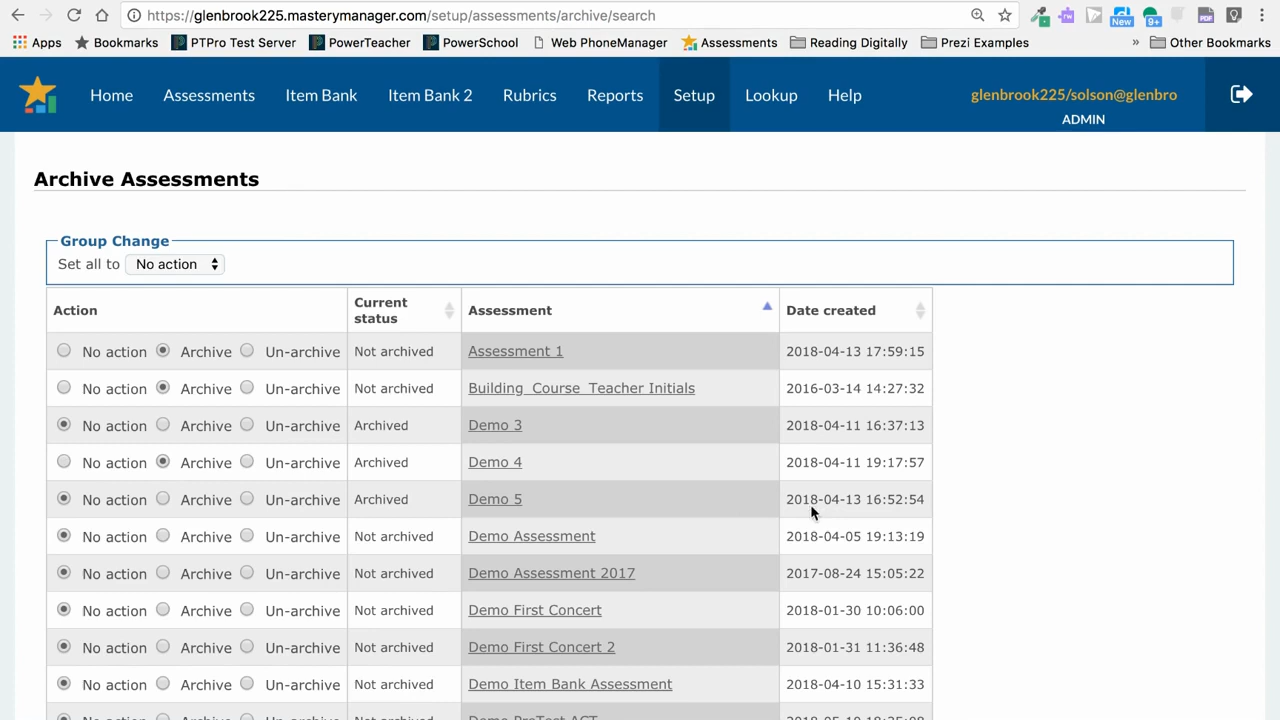 https://glenbrook225.masterymanager.com/setup/assessments/archive/search
New 9+ PDF
Apps Bookmarks PTPro Test Server PowerTeacher PowerSchool Web PhoneManager Assessments Reading Digitally Prezi Examples » Other Bookmarks
Home Assessments Item Bank Item Bank 2 Rubrics Reports Setup Lookup Help glenbrook225/solson@glenbro
ADMIN
Archive Assessments
Group Change
Set all to No action
Action Current status Assessment Date created
No action Archive Un-archive Not archived Assessment 1 2018-04-13 17:59:15
No action Archive Un-archive Not archived Building Course Teacher Initials 2016-03-14 14:27:32
No action Archive Un-archive Archived Demo 3 2018-04-11 16:37:13
No action Archive Un-archive Archived Demo 4 2018-04-11 19:17:57
No action Archive Un-archive Archived Demo 5 2018-04-13 16:52:54
No action Archive Un-archive Not archived Demo Assessment 2018-04-05 19:13:19
No action Archive Un-archive Not archived Demo Assessment 2017 2017-08-24 15:05:22
No action Archive Un-archive Not archived Demo First Concert 2018-01-30 10:06:00
No action Archive Un-archive Not archived Demo First Concert 2 2018-01-31 11:36:48
No action Archive Un-archive Not archived Demo Item Bank Assessment 2018-04-10 15:31:33